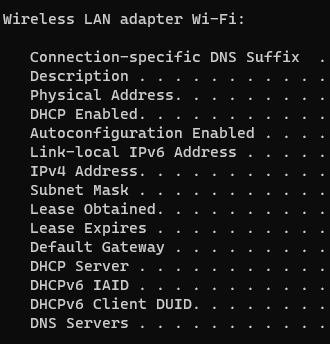 Wireless LAN adapter Wi-Fi:
Connection-specific DNS Suffix  .
Description . . . . . . . . . . .
Physical Address. . . . . . . . .
DHCP Enabled. . . . . . . . . . .
Autoconfiguration Enabled . . . .
Link-local IPv6 Address . . . . .
IPv4 Address. . . . . . . . . . .
Subnet Mask . . . . . . . . . . .
Lease Obtained. . . . . . . . . .
Lease Expires . . . . . . . . . .
Default Gateway . . . . . . . . .
DHCP Server . . . . . . . . . . .
DHCPv6 IAID . . . . . . . . . . .
DHCPv6 Client DUID. . . . . . . .
DNS Servers . . . . . . . . . . .